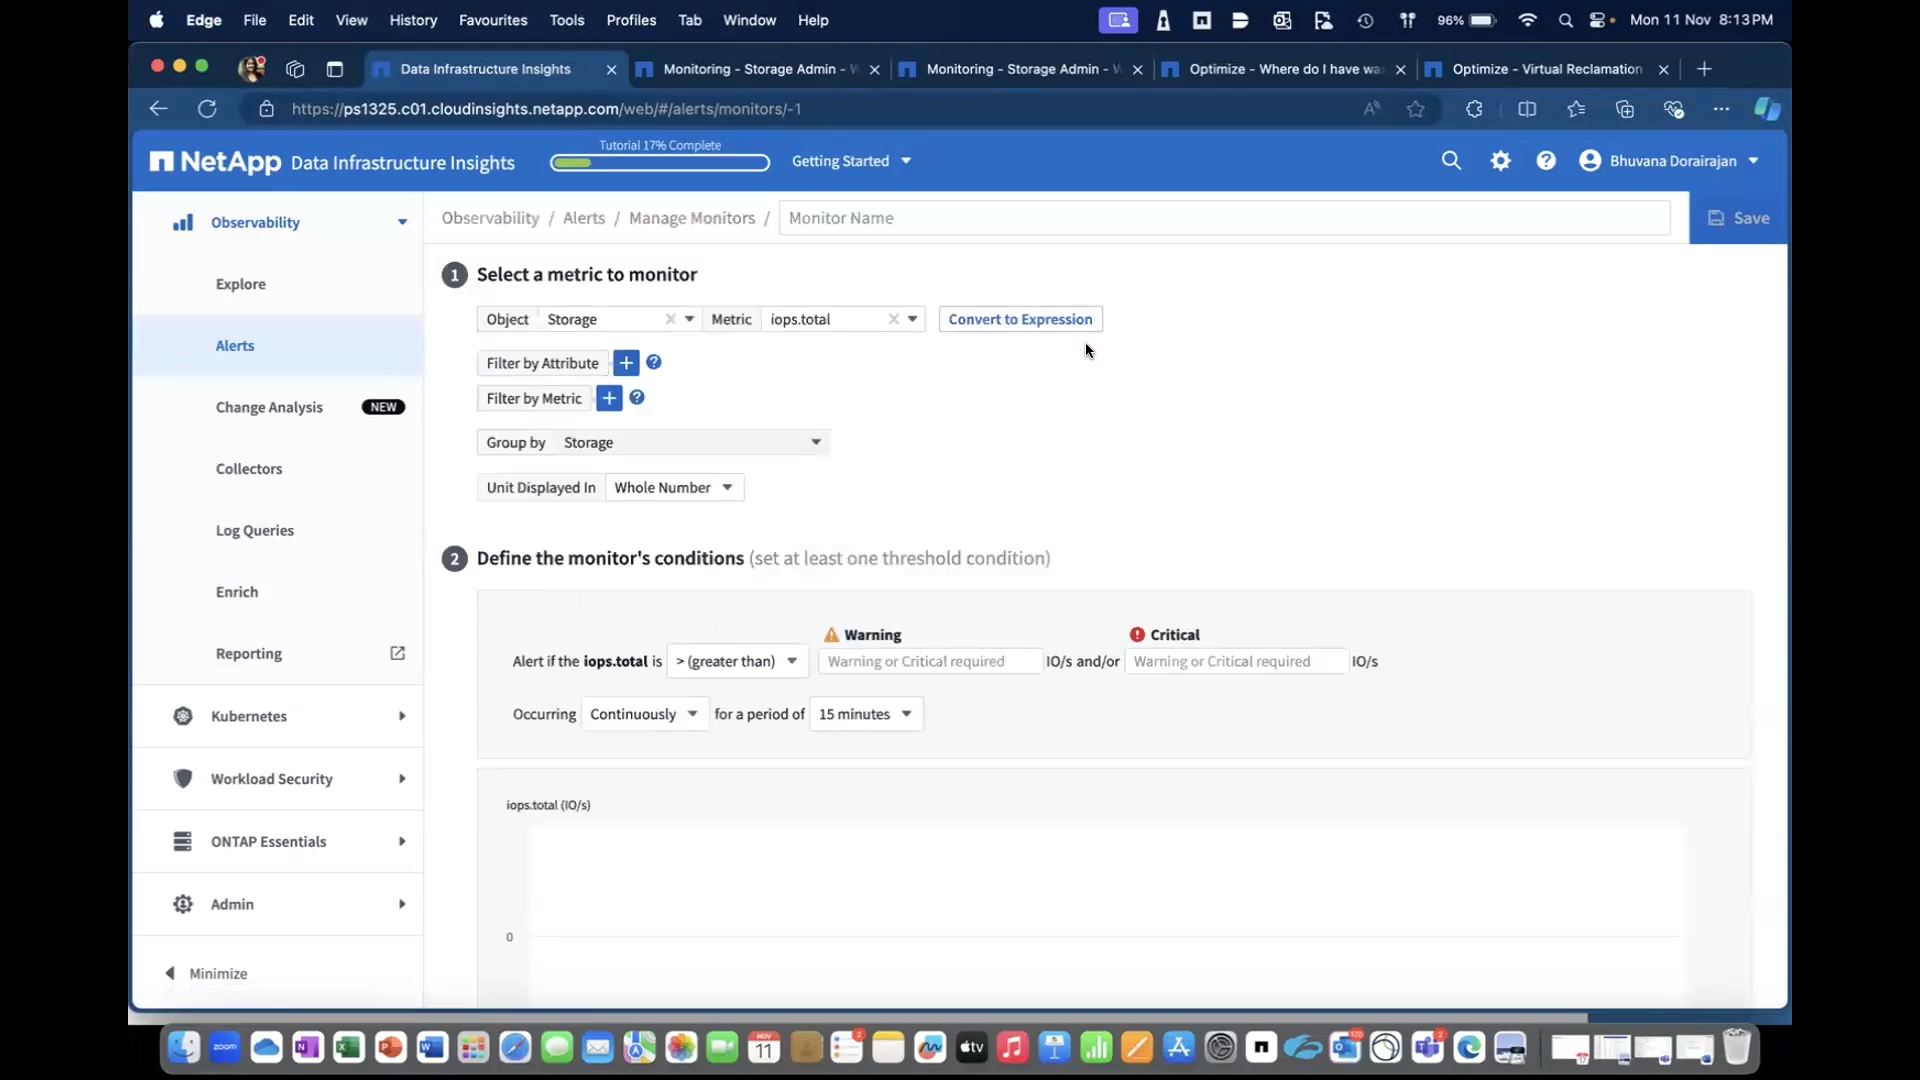 Edge File Edit View History Favourites Tools Profiles Tab Window Help 96% Mon 11 Nov 8:13PM
Data Infrastructure Insights Monitoring - Storage Admin - Monitoring - Storage Admin - Optimize - Where do I have wa Optimize - Virtual Reclamation
https://ps1325.c01.cloudinsights.netapp.com/web/#/alerts/monitors/-1
Tutorial 17% Complete
NetApp Data Infrastructure Insights Getting Started Bhuvana Dorairajan
Observability
Explore
Alerts
Change Analysis NEW
Collectors
Log Queries
Enrich
Reporting
Kubernetes
Workload Security
ONTAP Essentials
Admin
Minimize
Observability / Alerts / Manage Monitors / Monitor Name Save
1 Select a metric to monitor
Object Storage Metric iops.total Convert to Expression
Filter by Attribute + ?
Filter by Metric + ?
Group by Storage
Unit Displayed In Whole Number
2 Define the monitor's conditions (set at least one threshold condition)
Warning Critical
Alert if the iops.total is > (greater than) Warning or Critical required IO/s and/or Warning or Critical required IO/s
Occurring Continuously for a period of 15 minutes
iops.total (IO/s)
0
zoom NOV 11 tv